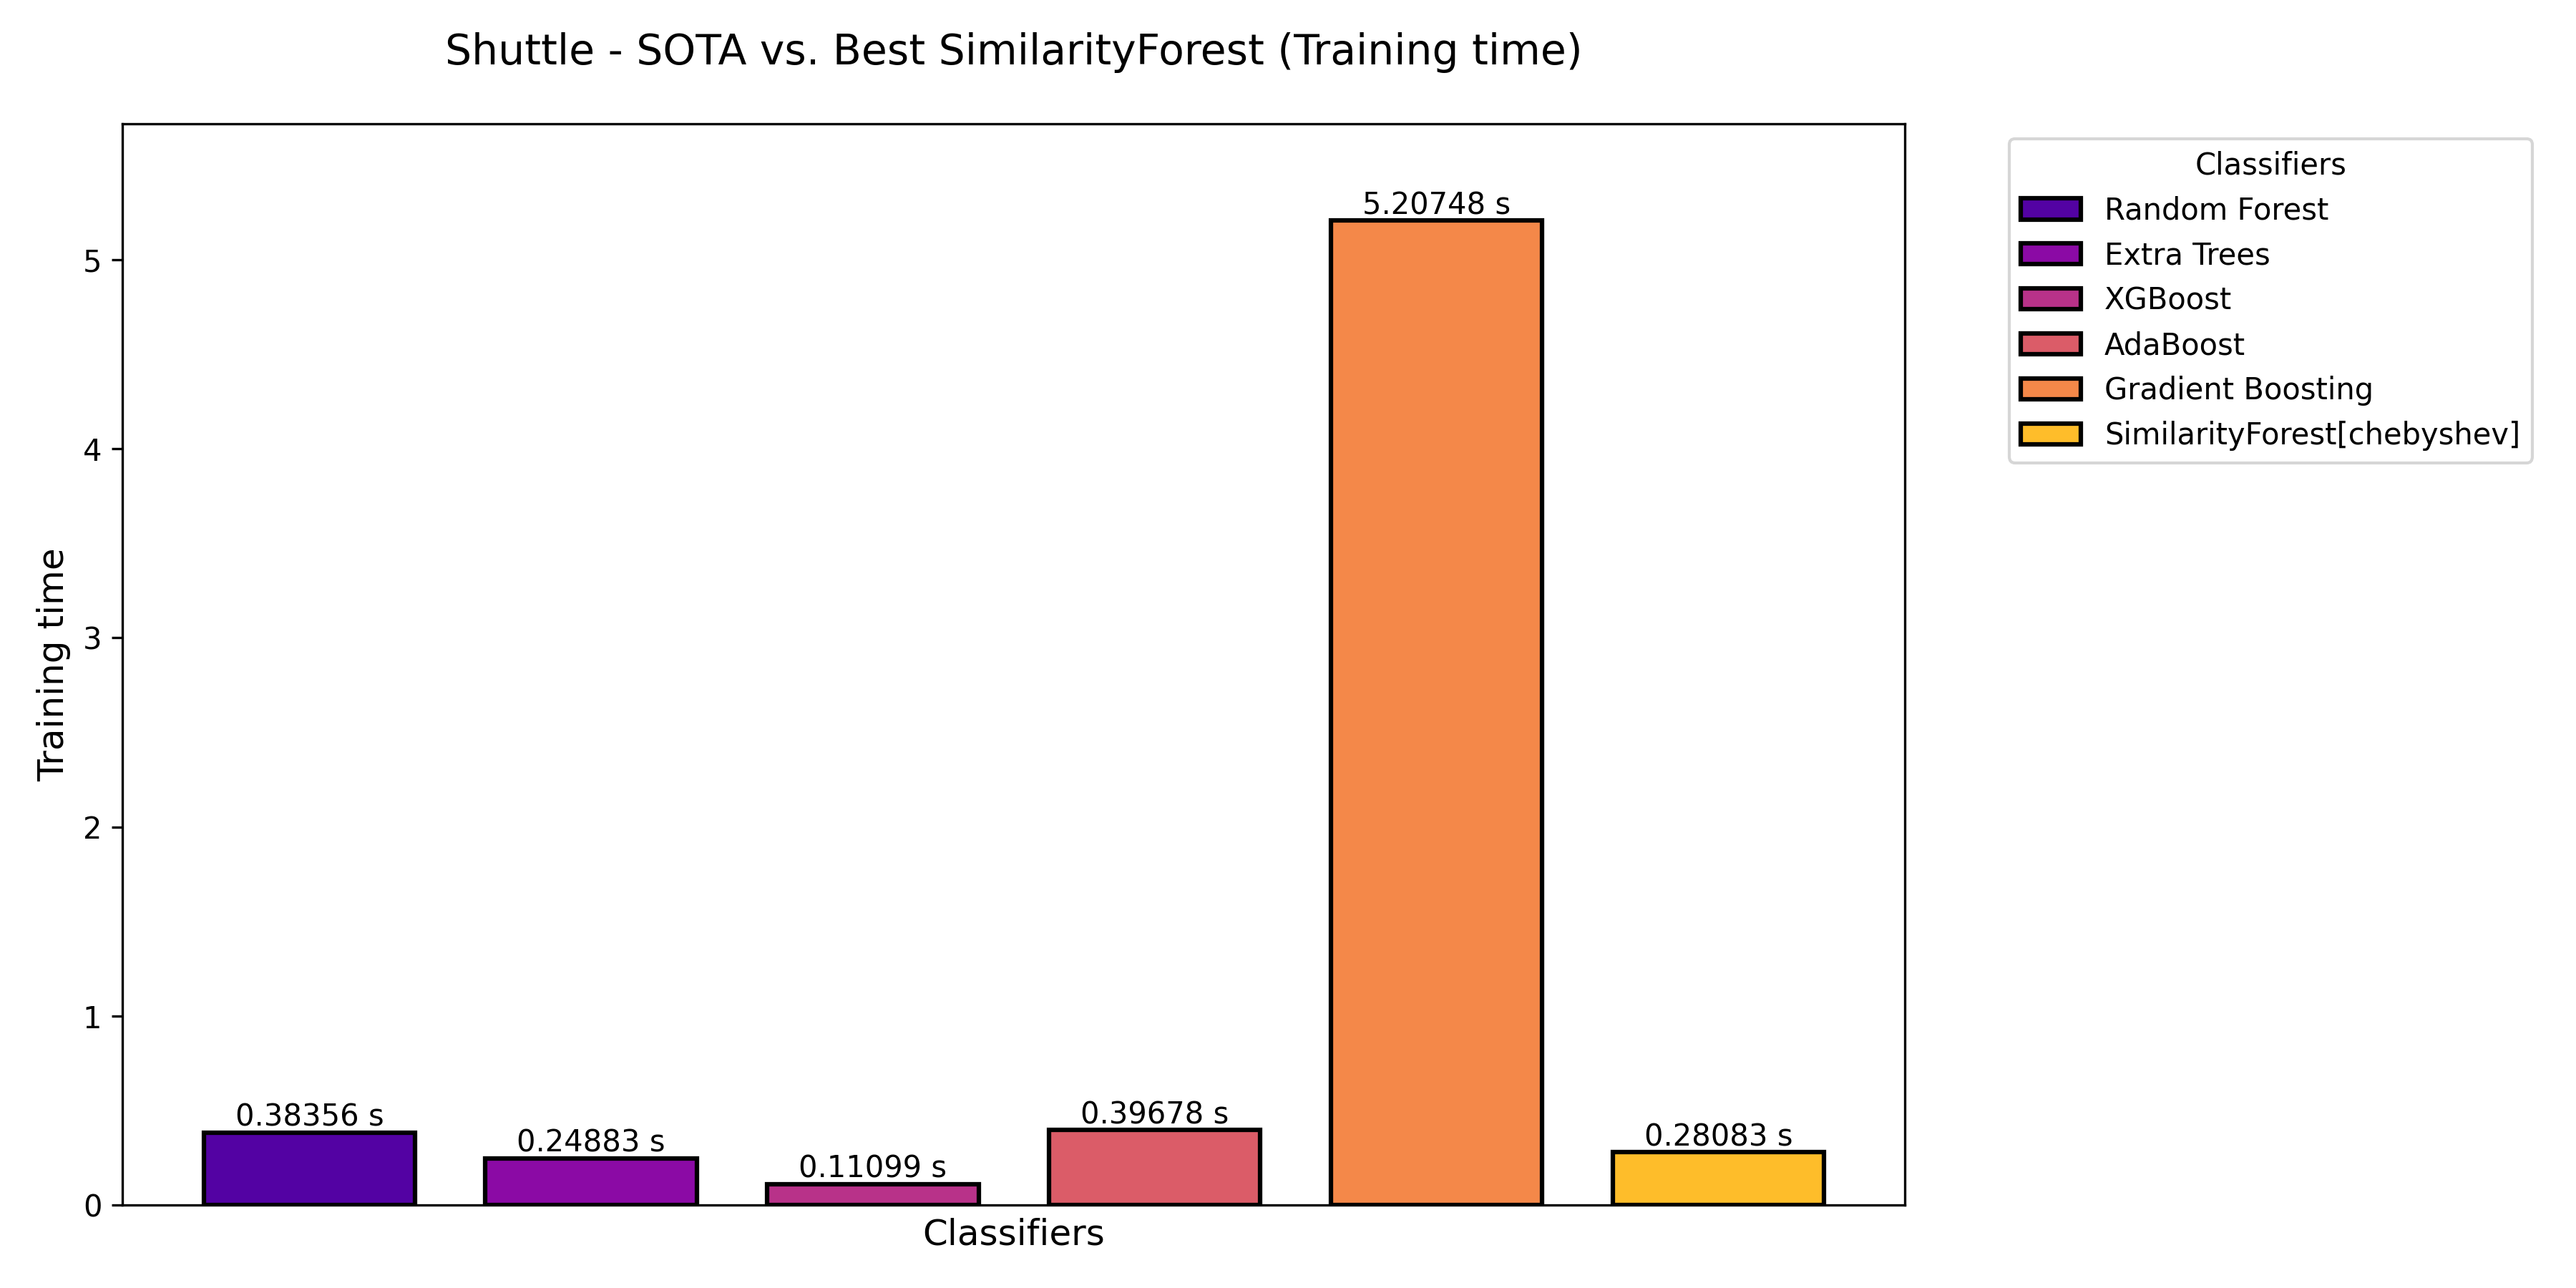 Shuttle - SOTA vs. Best SimilarityForest (Training time)
Training time
5
4
3
2
1
0
5.20748 s
0.38356 s
0.24883 s
0.11099 s
0.39678 s
0.28083 s
Classifiers
Classifiers
Random Forest
Extra Trees
XGBoost
AdaBoost
Gradient Boosting
SimilarityForest[chebyshev]